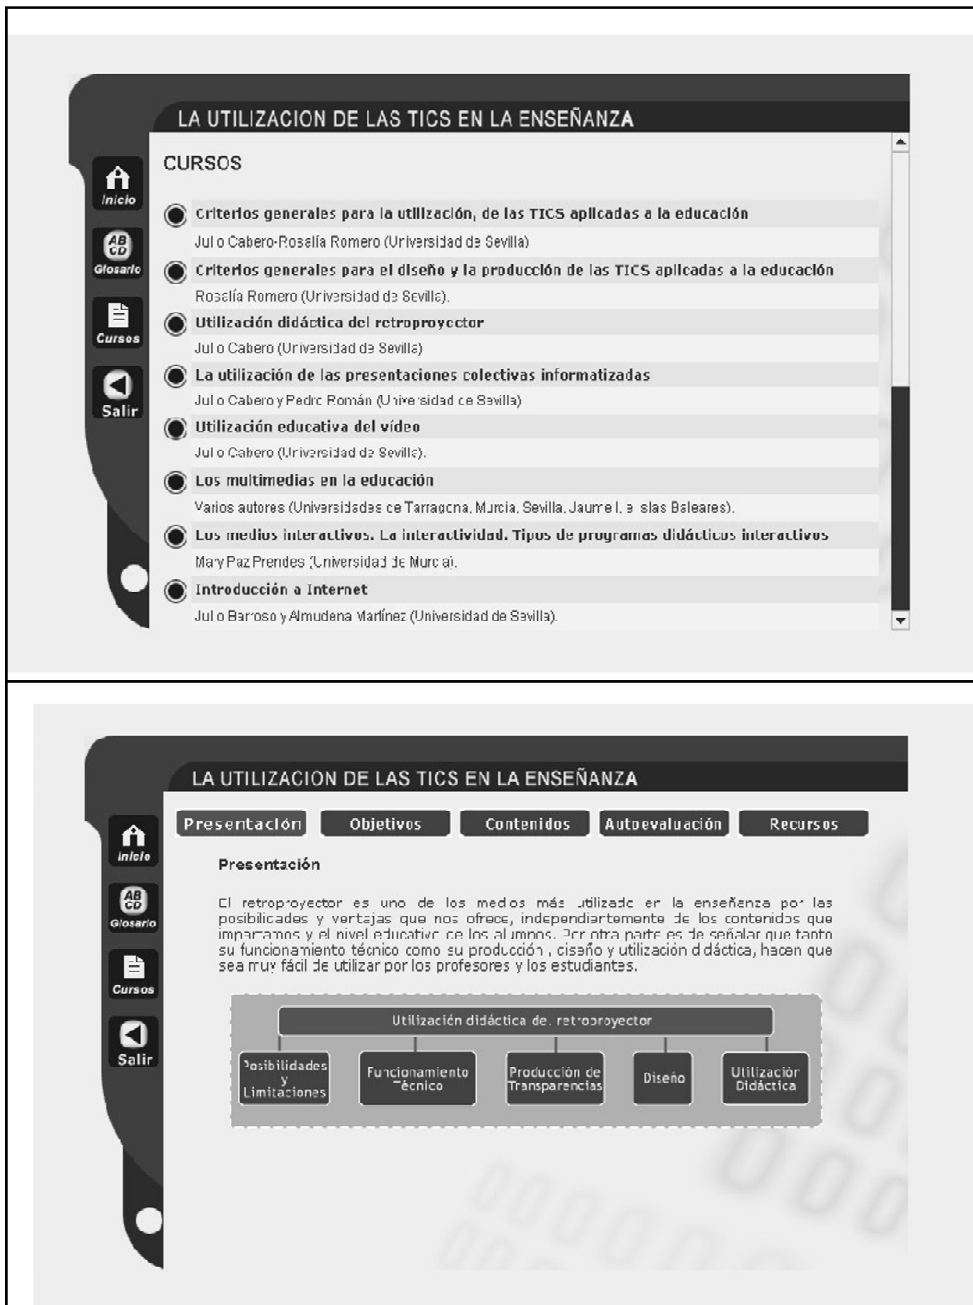 LA UTILIZACION DE LAS TICS EN LA ENSEÑANZA
CURSOS
Inicio
Glosario
Cursos
Salir
Criterios generales para la utilización, de las TICS aplicadas a la educación
Julio Cabero-Rosalía Romero (Universidad de Sevilla)
Criterios generales para el diseño y la producción de las TICS aplicadas a la educación
Rosalía Romero (Universidad de Sevilla).
Utilización didáctica del retroproyector
Julio Cabero (Universidad de Sevilla)
La utilización de las presentaciones colectivas informatizadas
Julio Cabero y Pedro Román (Universidad de Sevilla)
Utilización educativa del vídeo
Julio Cabero (Universidad de Sevilla).
Los multimedias en la educación
Varios autores (Universidades de Tarragona, Murcia, Sevilla, Jaume I, e Islas Baleares).
Los medios interactivos. La interactividad. Tipos de programas didácticos interactivos
Mary Paz Prendes (Universidad de Murcia).
Introducción a Internet
Julio Barroso y Almudena Martínez (Universidad de Sevilla).
LA UTILIZACION DE LAS TICS EN LA ENSEÑANZA
Inicio
ABCD
Glosario
Cursos
Salir
Presentación Objetivos Contenidos Autoevaluación Recursos
Presentación
El retroproyector es uno de los medios más utilizado en la enseñanza por las
posibilidades y ventajas que nos ofrece, independientemente de los contenidos que
impartamos y el nivel educativo de los alumnos. Por otra parte es de señalar que tanto
su funcionamiento técnico como su producción , diseño y utilización didáctica, hacen que
sea muy fácil de utilizar por los profesores y los estudiantes.
Utilización didáctica del retroproyector
Posibilidades
y
Limitaciones
Funcionamiento
Técnico
Producción de
Transparencias
Diseño
Utilización
Didáctica